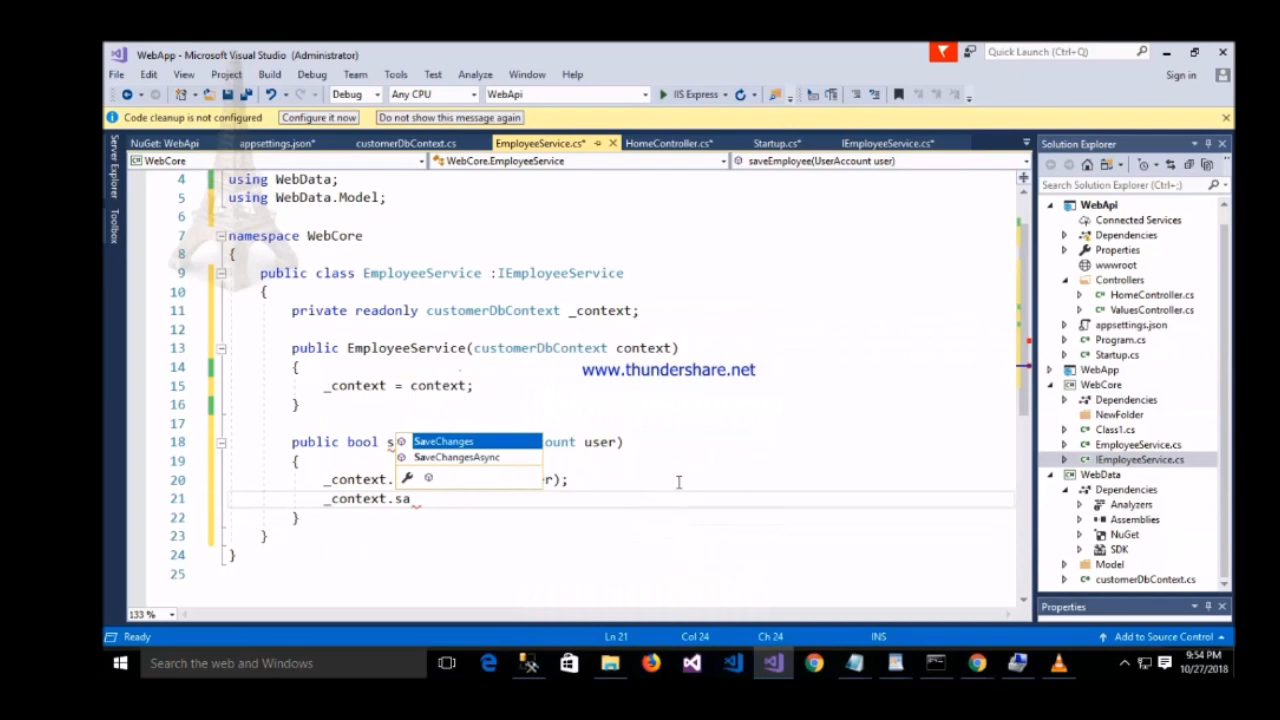 WebApp - Microsoft Visual Studio (Administrator)
Quick Launch (Ctrl+Q)
File Edit View Project Build Debug Team Tools Test Analyze Window Help
Sign in
Debug Any CPU WebApi IIS Express
Code cleanup is not configured Configure it now Do not show this message again
NuGet: WebApi appsettings.json* customerDbContext.cs EmployeeService.cs* HomeController.cs Startup.cs* IEmployeeService.cs*
WebCore WebCore.EmployeeService saveEmployee(UserAccount user)
Server Explorer
Toolbox
4 using WebData;
5 using WebData.Model;
6
7 namespace WebCore
8 {
9 public class EmployeeService :IEmployeeService
10 {
11 private readonly customerDbContext _context;
12
13 public EmployeeService(customerDbContext context)
14 {
www.thundershare.net
15 _context = context;
16 }
17
18 public bool s ount user)
SaveChanges
SaveChangesAsync
19 {
20 _context. r);
21 _context.sa
22 }
23 }
24 }
25
133 %
Solution Explorer
Search Solution Explorer (Ctrl+;)
WebApi
Connected Services
Dependencies
Properties
wwwroot
Controllers
HomeController.cs
ValuesController.cs
appsettings.json
Program.cs
Startup.cs
WebApp
WebCore
Dependencies
NewFolder
Class1.cs
EmployeeService.cs
IEmployeeService.cs
WebData
Dependencies
Analyzers
Assemblies
NuGet
SDK
Model
customerDbContext.cs
Properties
Ready Ln 21 Col 24 Ch 24 INS Add to Source Control
Search the web and Windows
9:54 PM
10/27/2018